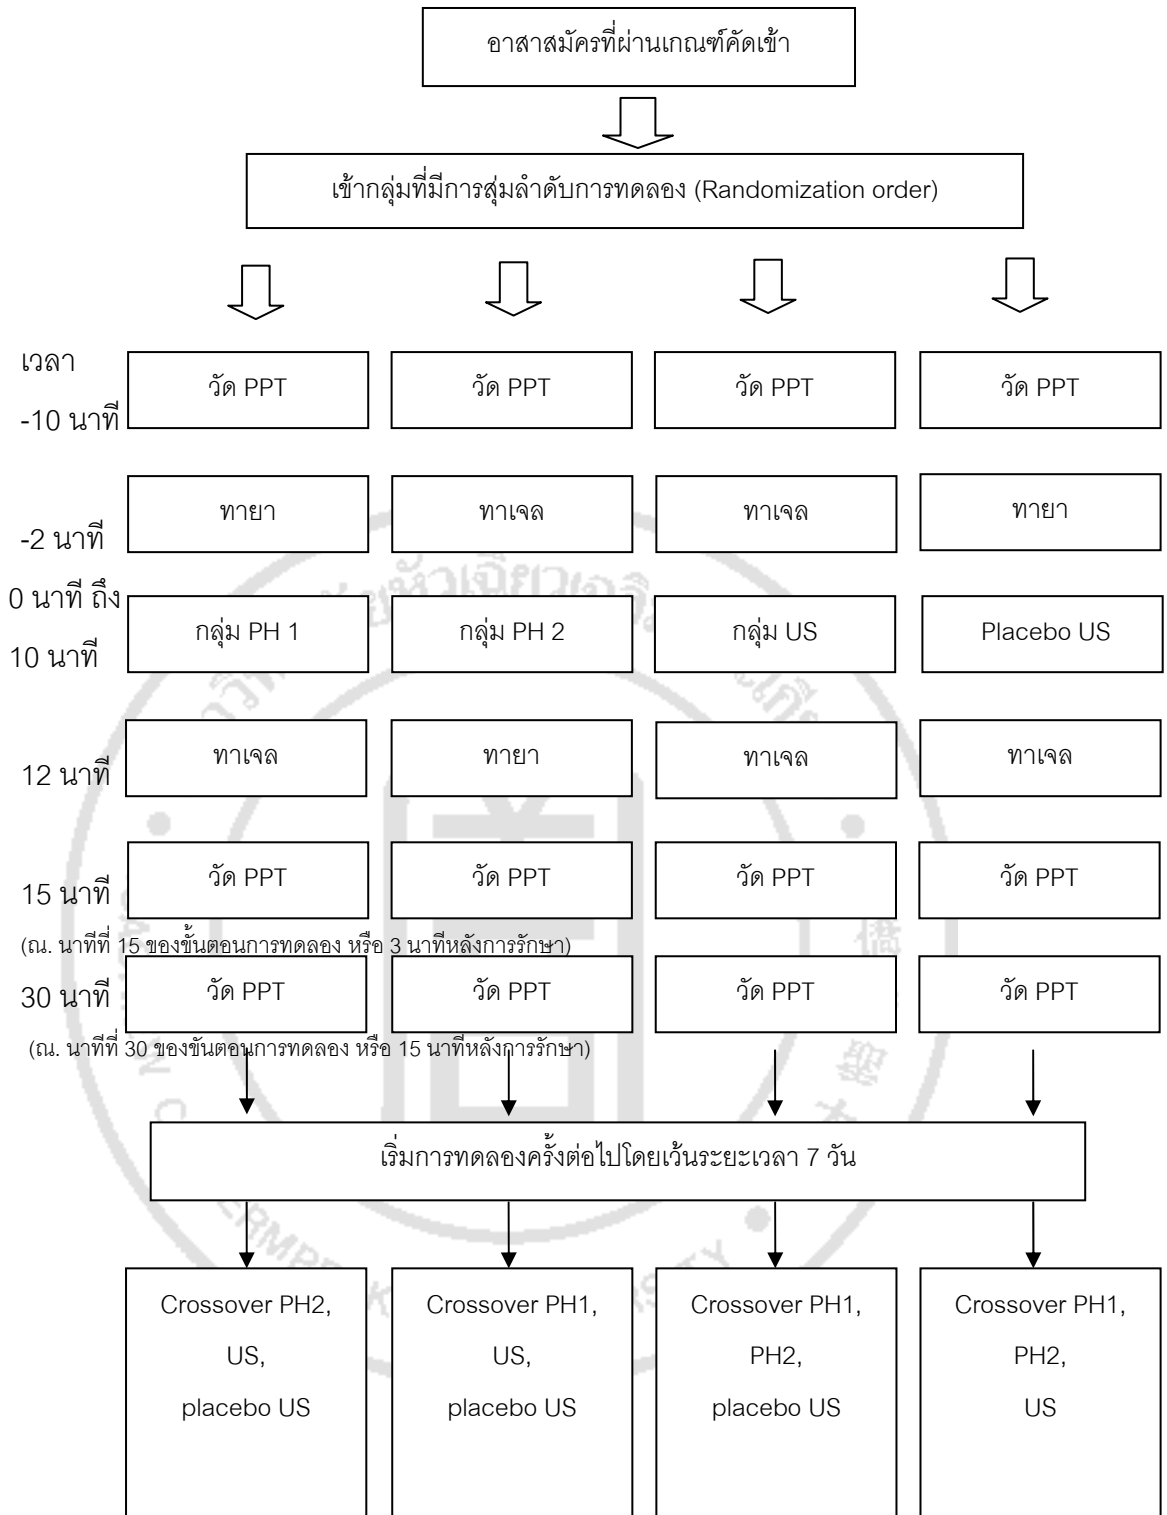 อาสาสมัครที่ผ่านเกณฑ์คัดเข้า
เข้ากลุ่มที่มีการสุ่มลำดับการทดลอง (Randomization order)
เวลา
-10 นาที
วัด PPT วัด PPT วัด PPT วัด PPT
-2 นาที
ทายา ทาเจล ทาเจล ทายา
0 นาที ถึง
10 นาที
กลุ่ม PH 1 กลุ่ม PH 2 กลุ่ม US Placebo US
12 นาที
ทาเจล ทายา ทาเจล ทาเจล
15 นาที
วัด PPT วัด PPT วัด PPT วัด PPT
(ณ. นาทีที่ 15 ของขั้นตอนการทดลอง หรือ 3 นาทีหลังการรักษา)
30 นาที
วัด PPT วัด PPT วัด PPT วัด PPT
(ณ. นาทีที่ 30 ของขันตอนการทดลอง หรือ 15 นาทีหลังการรักษา)
เริ่มการทดลองครั้งต่อไปโดยเว้นระยะเวลา 7 วัน
Crossover PH2,
US,
placebo US
Crossover PH1,
US,
placebo US
Crossover PH1,
PH2,
placebo US
Crossover PH1,
PH2,
US